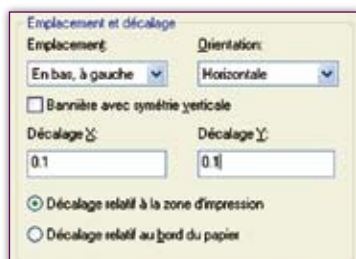 Emplacement et décalage
Emplacement: Orientation:
En bas, à gauche Horizontale
Bannière avec symétrie verticale
Décalage X: Décalage Y:
0.1 0.1
Décalage relatif à la zone d'impression
Décalage relatif au bord du papier